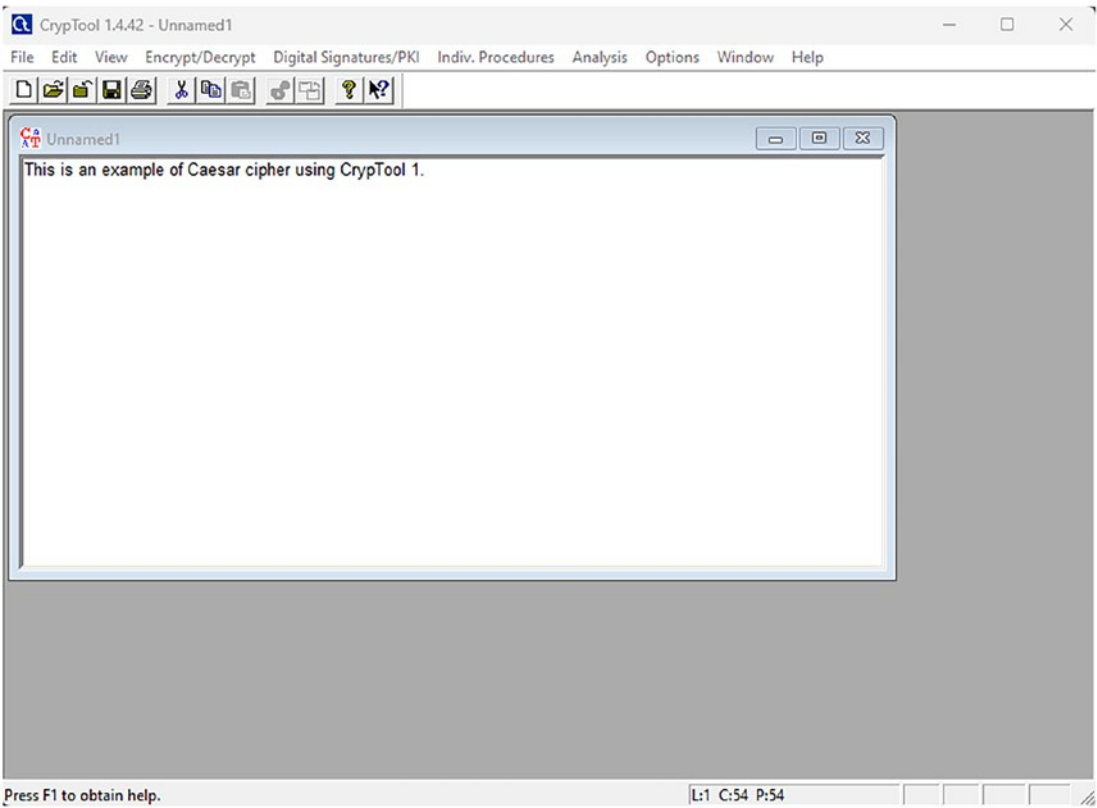 CrypTool 1.4.42 - Unnamed1
File Edit View Encrypt/Decrypt Digital Signatures/PKI Indiv. Procedures Analysis Options Window Help
Unnamed1
This is an example of Caesar cipher using CrypTool 1.
Press F1 to obtain help. L:1 C:54 P:54